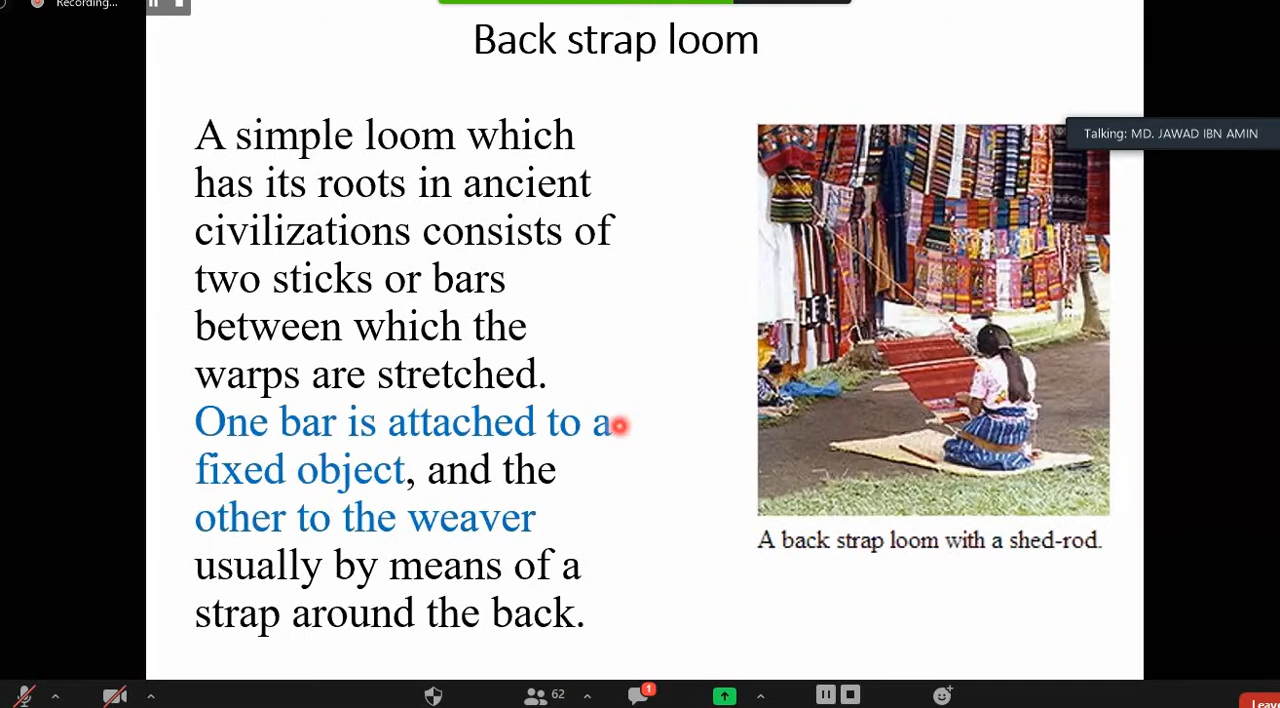 Recording...
Back strap loom
Talking: MD. JAWAD IBN AMIN
A simple loom which
has its roots in ancient
civilizations consists of
two sticks or bars
between which the
warps are stretched.
One bar is attached to a
fixed object, and the
other to the weaver
usually by means of a
strap around the back.
A back strap loom with a shed-rod.
62
1
Leave